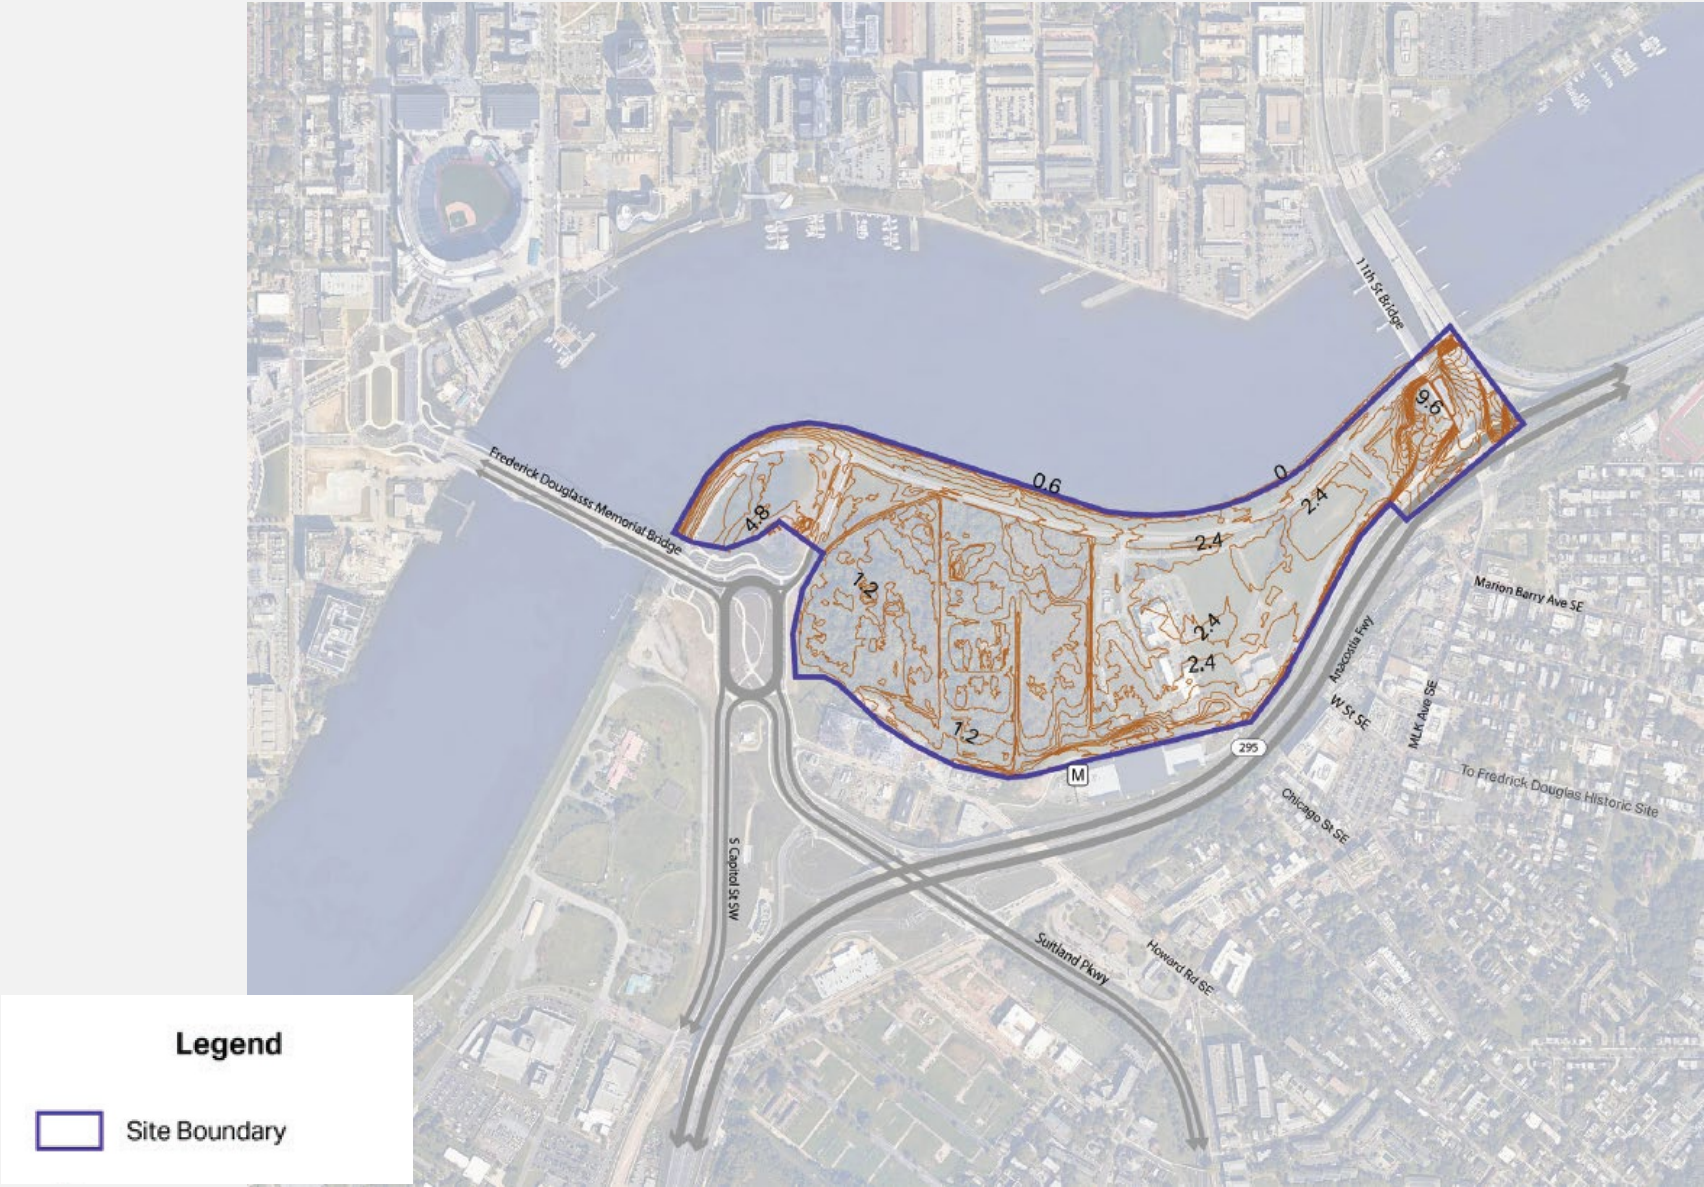 11th St Bridge
9.6
Frederick Douglasss Memorial Bridge
0.6
0
4.8
2.4
2.4
1.2
2.4
2.4
1.2
Marion Barry Ave SE
Anacostia Fwy
W St SE
MLK Ave SE
295
M
To Fredrick Douglas Historic Site
Chicago St SE
S Capitol St SW
Suitland Pkwy
Howard Rd SE
Legend
Site Boundary